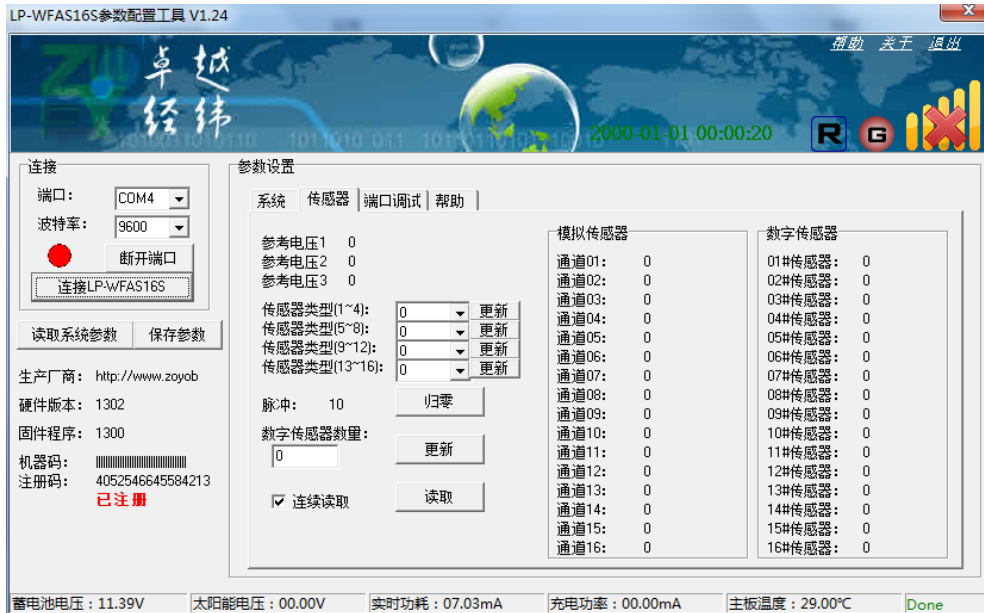 LP-WFAS16S参数配置工具 V1.24
帮助 关于 退出
卓越
经纬
2000-01-01 00:00:20
R G
连接
端口: COM4
波特率: 9600
断开端口
连接LP-WFAS16S
读取系统参数 保存参数
生产厂商: http://www.zoyob
硬件版本: 1302
固件程序: 1300
机器码:
注册码: 4052546645584213
已注册
参数设置
系统 传感器 端口调试 帮助
参考电压1 0
参考电压2 0
参考电压3 0
传感器类型(1~4): 0 更新
传感器类型(5~8): 0 更新
传感器类型(9~12): 0 更新
传感器类型(13~16): 0 更新
脉冲: 10 归零
数字传感器数量:
0 更新
连续读取 读取
模拟传感器
通道01: 0
通道02: 0
通道03: 0
通道04: 0
通道05: 0
通道06: 0
通道07: 0
通道08: 0
通道09: 0
通道10: 0
通道11: 0
通道12: 0
通道13: 0
通道14: 0
通道15: 0
通道16: 0
数字传感器
01#传感器: 0
02#传感器: 0
03#传感器: 0
04#传感器: 0
05#传感器: 0
06#传感器: 0
07#传感器: 0
08#传感器: 0
09#传感器: 0
10#传感器: 0
11#传感器: 0
12#传感器: 0
13#传感器: 0
14#传感器: 0
15#传感器: 0
16#传感器: 0
蓄电池电压:11.39V 太阳能电压:00.00V 实时功耗:07.03mA 充电功率:00.00mA 主板温度:29.00℃ Done